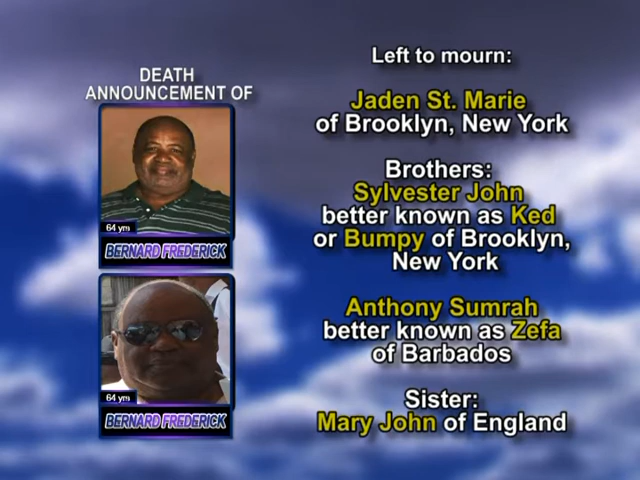 DEATH
ANNOUNCEMENT OF
64 yrs
BERNARD FREDERICK
64 yrs
BERNARD FREDERICK
Left to mourn:
Jaden St. Marie
of Brooklyn, New York
Brothers:
Sylvester John
better known as Ked
or Bumpy of Brooklyn,
New York
Anthony Sumrah
better known as Zefa
of Barbados
Sister:
Mary John of England